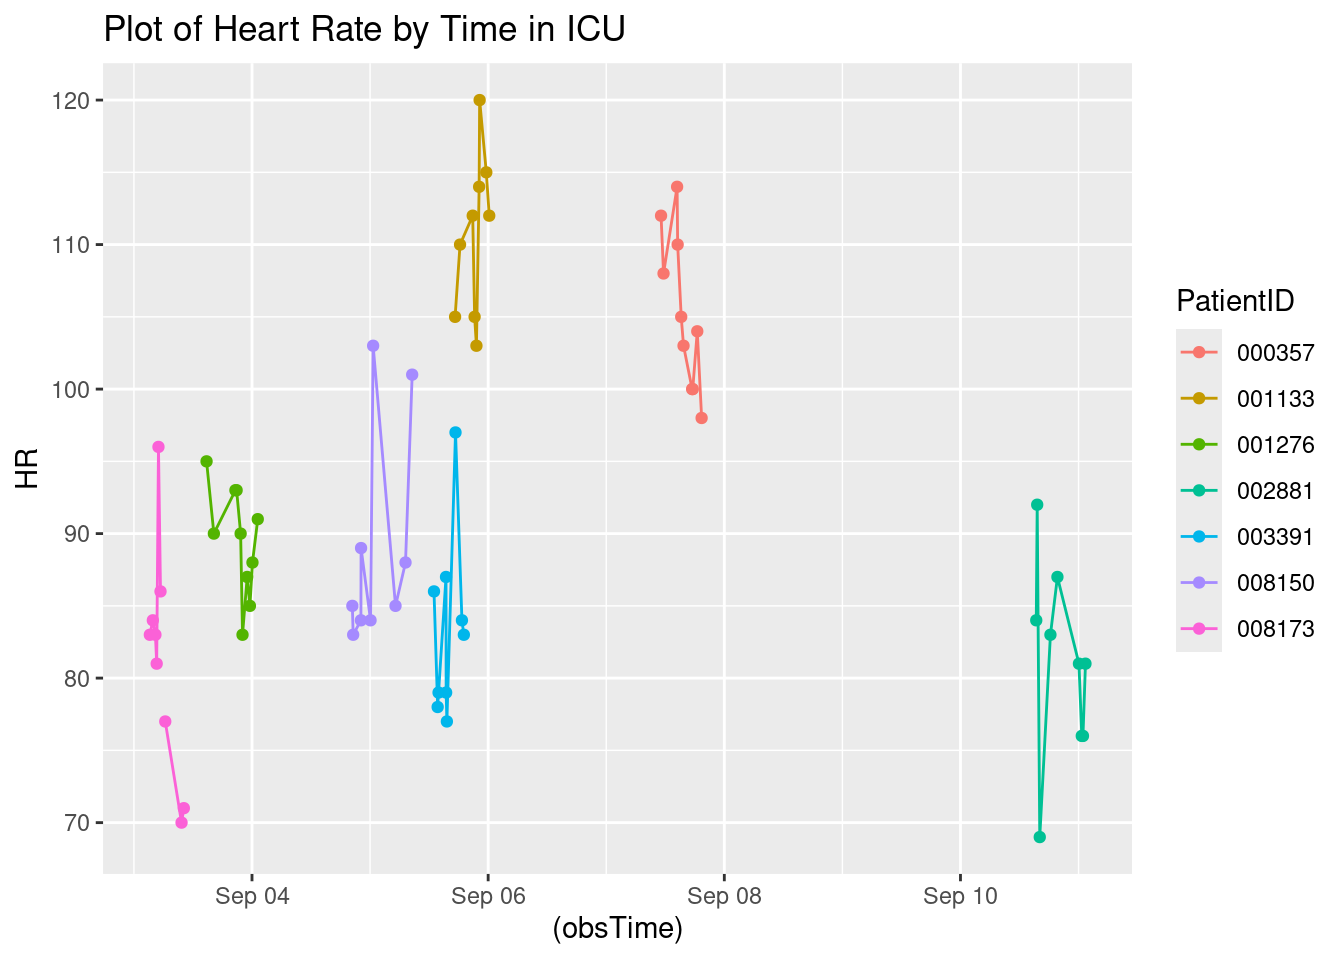 Plot of Heart Rate by Time in ICU
120
110
100
90
80
70
HR
Sep 04
Sep 06
Sep 08
Sep 10
(obsTime)
PatientID
000357
001133
001276
002881
003391
008150
008173